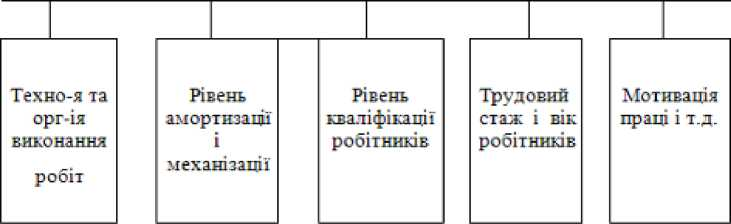 Техно-я та
орг-ія
виконання
робіт
Рівень
амортизації
і
механізації
Рівень
кваліфікації
робітників
Трудовий
стаж і вік
робітників
Мотивація
праці і т.д.